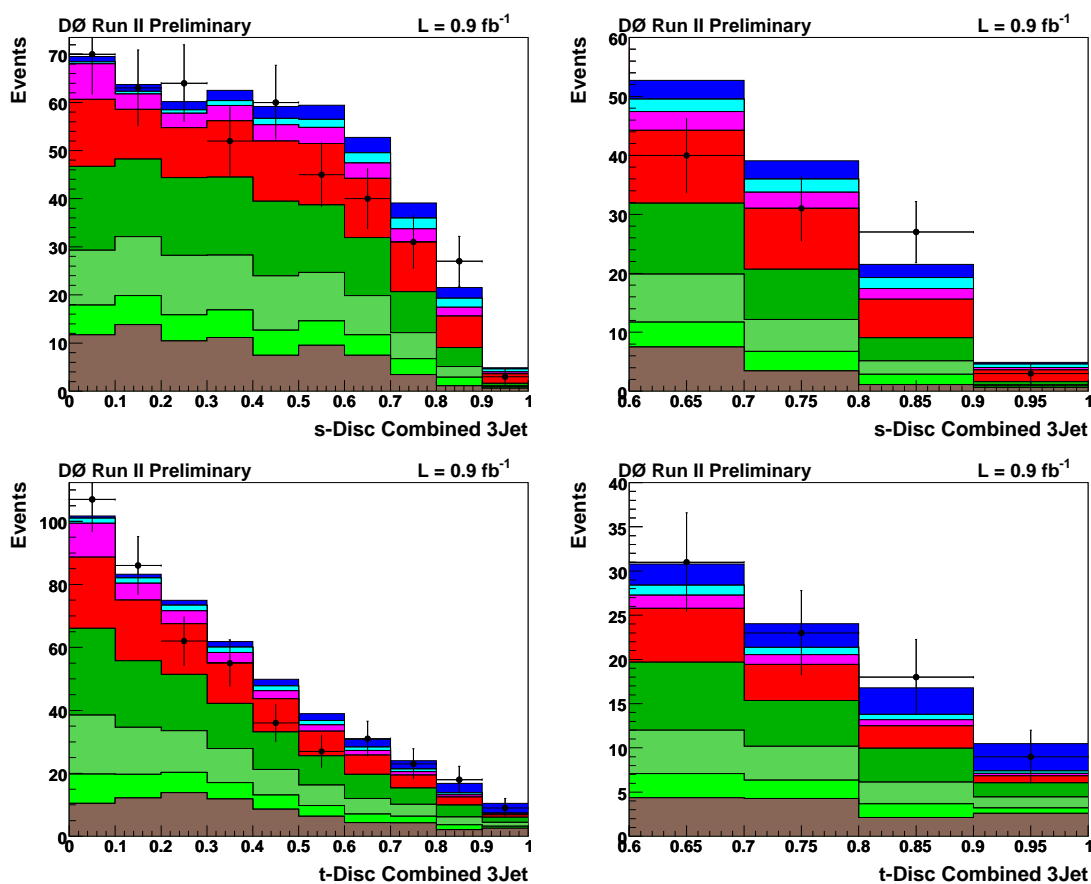 DØ Run II Preliminary L = 0.9 fb⁻¹
Events
70
60
50
40
30
20
10
0
0 0.1 0.2 0.3 0.4 0.5 0.6 0.7 0.8 0.9 1
s-Disc Combined 3Jet
DØ Run II Preliminary L = 0.9 fb⁻¹
Events
60
50
40
30
20
10
0
0.6 0.65 0.7 0.75 0.8 0.85 0.9 0.95 1
s-Disc Combined 3Jet
DØ Run II Preliminary L = 0.9 fb⁻¹
Events
100
80
60
40
20
0
0 0.1 0.2 0.3 0.4 0.5 0.6 0.7 0.8 0.9 1
t-Disc Combined 3Jet
DØ Run II Preliminary L = 0.9 fb⁻¹
Events
40
35
30
25
20
15
10
5
0
0.6 0.65 0.7 0.75 0.8 0.85 0.9 0.95 1
t-Disc Combined 3Jet